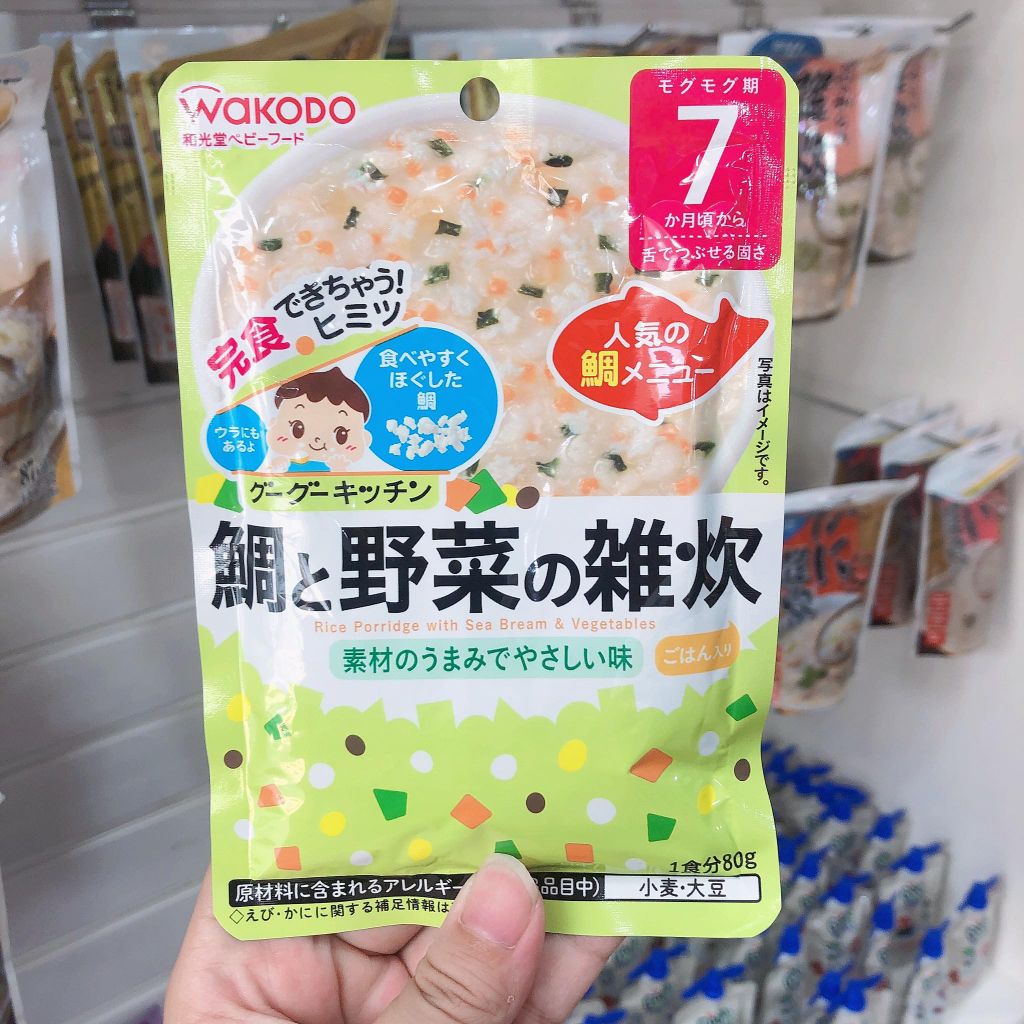 WAKODO
和光堂ベビーフード
モグモグ期
7
か月頃から
舌でつぶせる固さ
完食
できちゃう!
ヒミツ
食べやすく
ほぐした
鯛
ウラにも
あるよ
人気の
鯛メニュー
写真はイメージです。
グーグーキッチン
鯛と野菜の雑炊
Rice Porridge with Sea Bream & Vegetables
素材のうまみでやさしい味
ごはん入り
1食分80g
原材料に含まれるアレルギー
品目中)
小麦・大豆
◇えび・かにに関する補足情報は